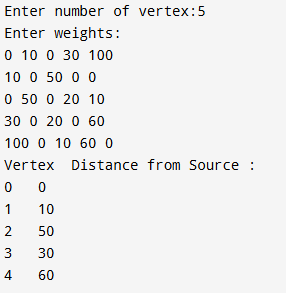 Enter number of vertex:5
Enter weights:
0 10 0 30 100
10 0 50 0 0
0 50 0 20 10
30 0 20 0 60
100 0 10 60 0
Vertex  Distance from Source :
0   0
1   10
2   50
3   30
4   60